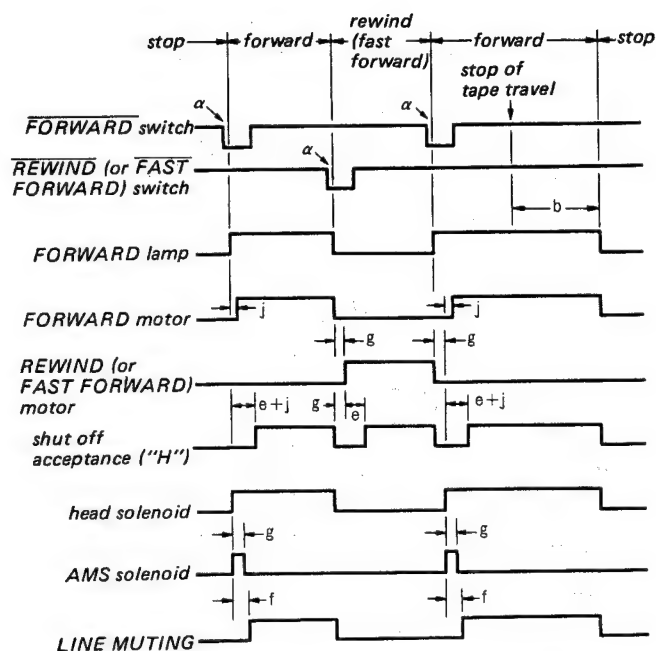 rewind
stop forward (fast forward stop
forward)
stop of
tape travel
α α
FORWARD switch
α
REWIND (or FAST
FORWARD) switch
b
FORWARD lamp
j j
FORWARD motor
g g
REWIND (or
FAST FORWARD)
motor
e+j g e e+j
shut off
acceptance ("H")
head solenoid
g g
AMS solenoid
f f
LINE MUTING